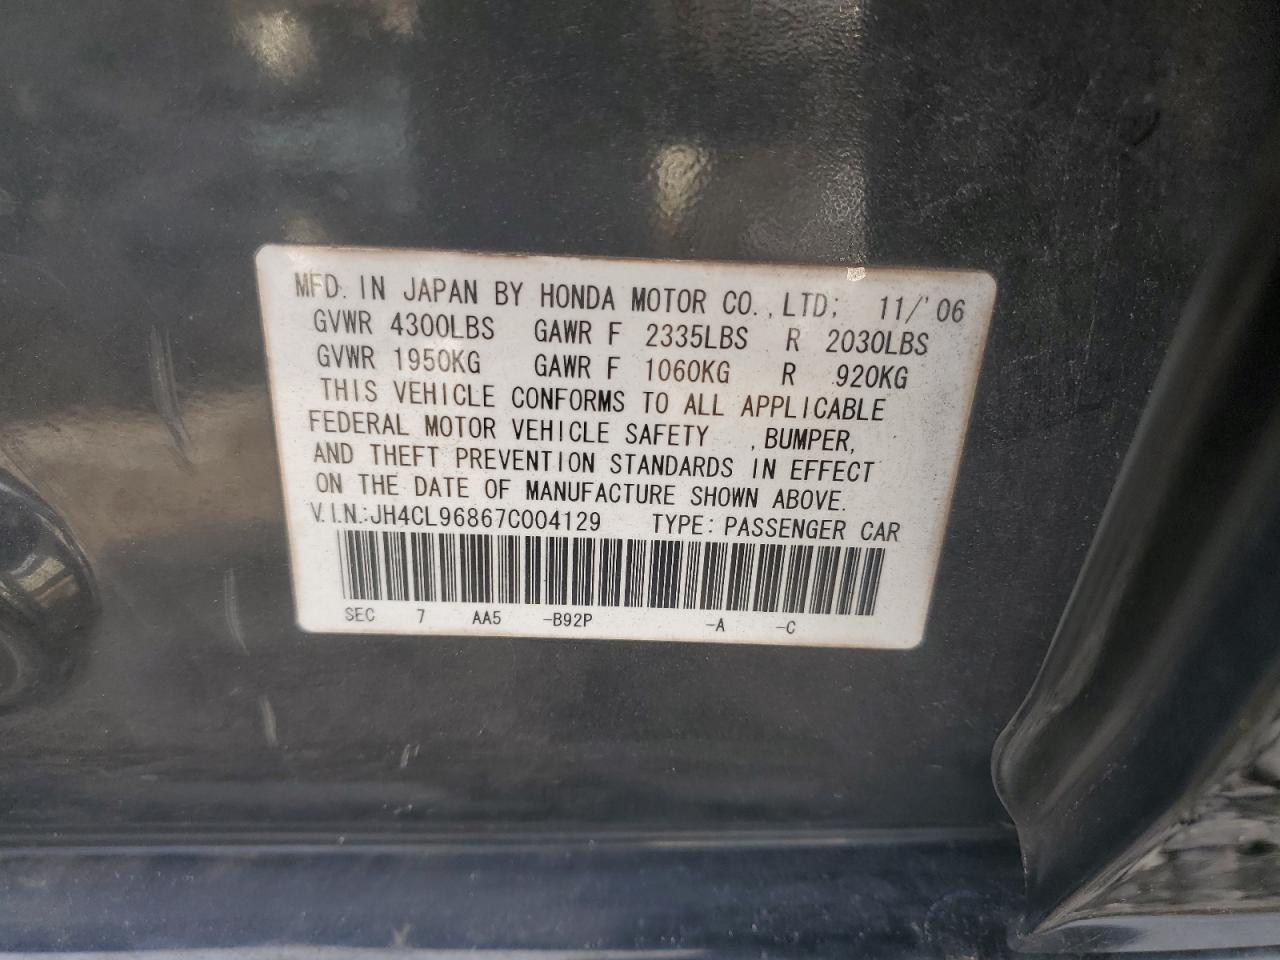 MFD. IN JAPAN BY HONDA MOTOR CO.,LTD; 11/'06
GVWR 4300LBS GAWR F 2335LBS R 2030LBS
GVWR 1950KG GAWR F 1060KG R 920KG
THIS VEHICLE CONFORMS TO ALL APPLICABLE
FEDERAL MOTOR VEHICLE SAFETY ,BUMPER,
AND THEFT PREVENTION STANDARDS IN EFFECT
ON THE DATE OF MANUFACTURE SHOWN ABOVE.
V.I.N.:JH4CL96867C004129 TYPE: PASSENGER CAR
SEC 7 AA5 -B92P -A -C